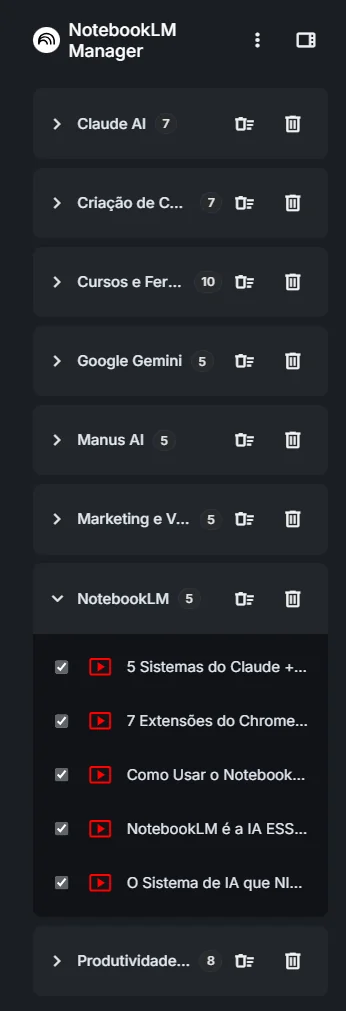 NotebookLM
Manager
Claude AI 7
Criação de C... 7
Cursos e Fer... 10
Google Gemini 5
Manus AI 5
Marketing e V... 5
NotebookLM 5
5 Sistemas do Claude +...
7 Extensões do Chrome...
Como Usar o Notebook...
NotebookLM é a IA ESS...
O Sistema de IA que NI...
Produtividade... 8